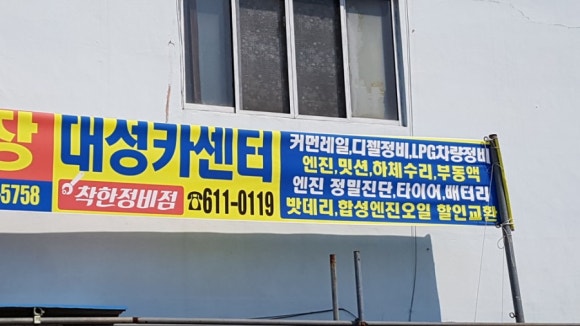 장
-5758
대성카센터
착한정비점
☎611-0119
커먼레일,디젤정비,LPG차량정비
엔진,밋션,하체수리,부동액
엔진 정밀진단,타이어,배터리
밧데리,합성엔진오일 할인교환